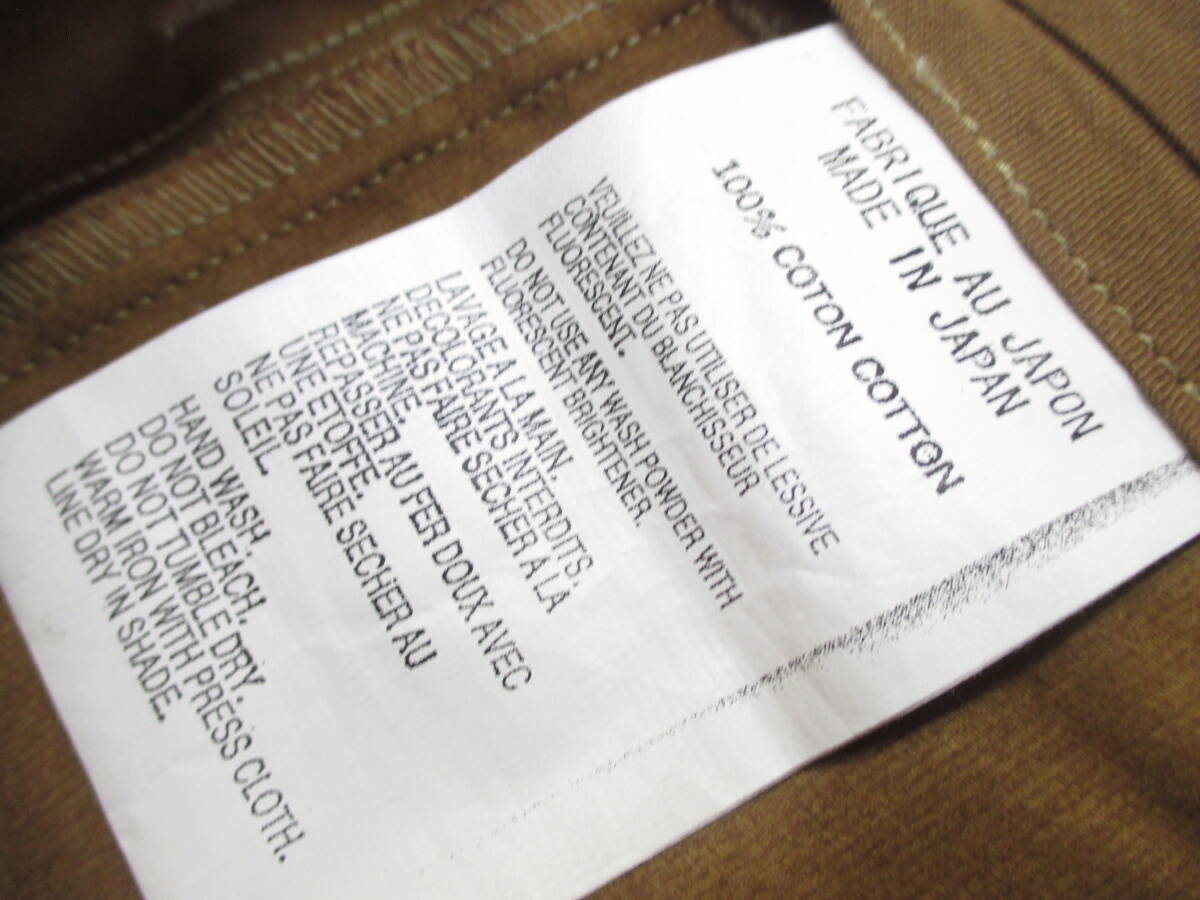 FABRIQUE AU JAPON
MADE IN JAPAN
100% COTON COTTON
VEUILLEZ NE PAS UTILISER DE LESSIVE
CONTENANT DU BLANCHISSEUR
FLUORESCENT.
DO NOT USE ANY WASH POWDER WITH
FLUORESCENT BRIGHTENER.
LAVAGE A LA MAIN.
DECOLORANTS INTERDITS.
NE PAS FAIRE SECHER A LA
MACHINE.
REPASSER AU FER DOUX AVEC
UNE ETOFFE.
NE PAS FAIRE SECHER AU
SOLEIL.
HAND WASH.
DO NOT BLEACH.
DO NOT TUMBLE DRY.
WARM IRON WITH PRESS CLOTH.
LINE DRY IN SHADE.